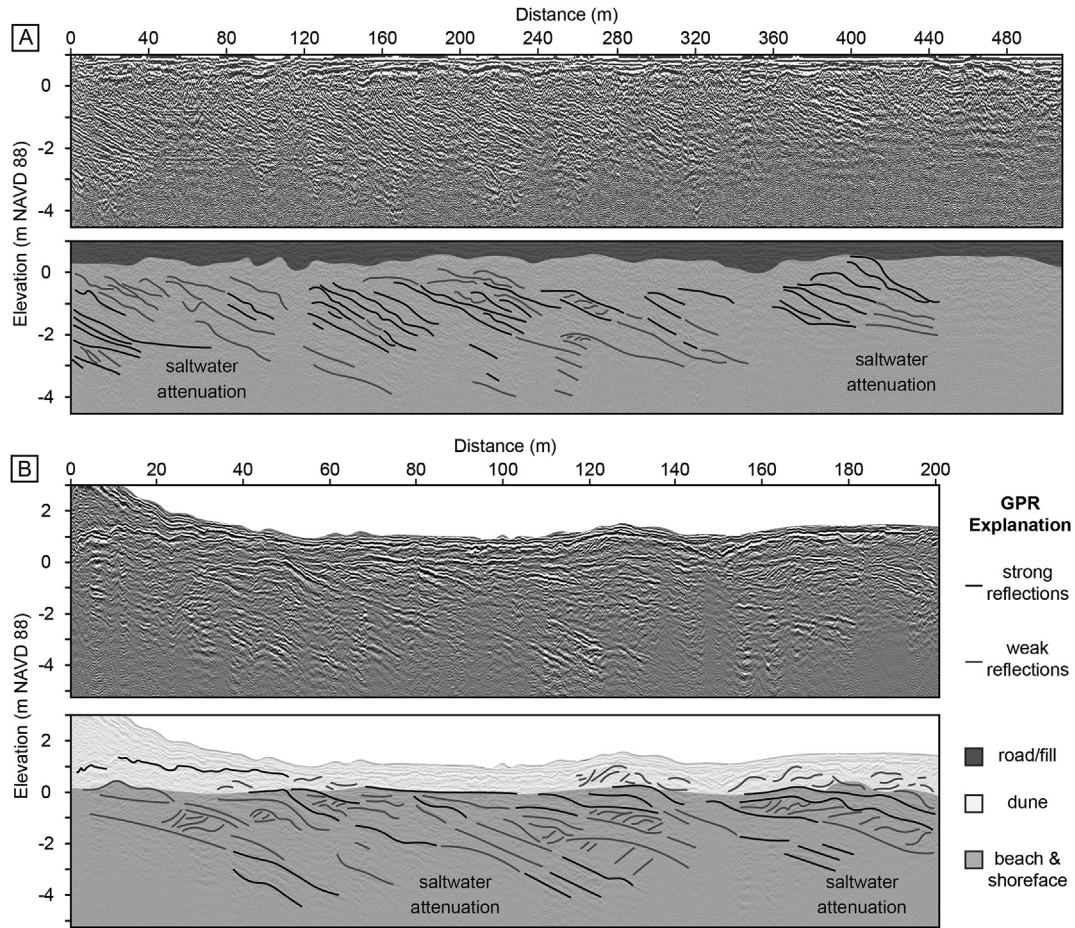 Distance (m)
A
0 40 80 120 160 200 240 280 320 360 400 440 480
0
-2
-4
Elevation (m NAVD 88)
0
-2
-4
saltwater
attenuation
saltwater
attenuation
Distance (m)
B
0 20 40 60 80 100 120 140 160 180 200
2
0
-2
-4
Elevation (m NAVD 88)
2
0
-2
-4
saltwater
attenuation
saltwater
attenuation
GPR
Explanation
strong
reflections
weak
reflections
road/fill
dune
beach &
shoreface